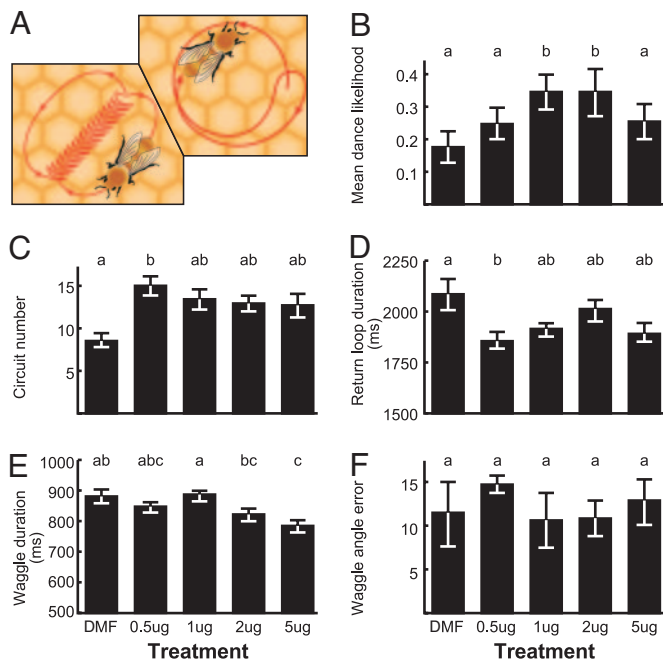 A
B
a a b b a
Mean dance likelihood
0.4
0.3
0.2
0.1
C
a b ab ab ab
Circuit number
15
10
5
D
a b ab ab ab
Return loop duration
(ms)
2250
2000
1750
1500
E
ab abc a bc c
Waggle duration
(ms)
1000
900
800
700
600
500
DMF 0.5ug 1ug 2ug 5ug
Treatment
F
a a a a a
Waggle angle error
15
10
5
DMF 0.5ug 1ug 2ug 5ug
Treatment